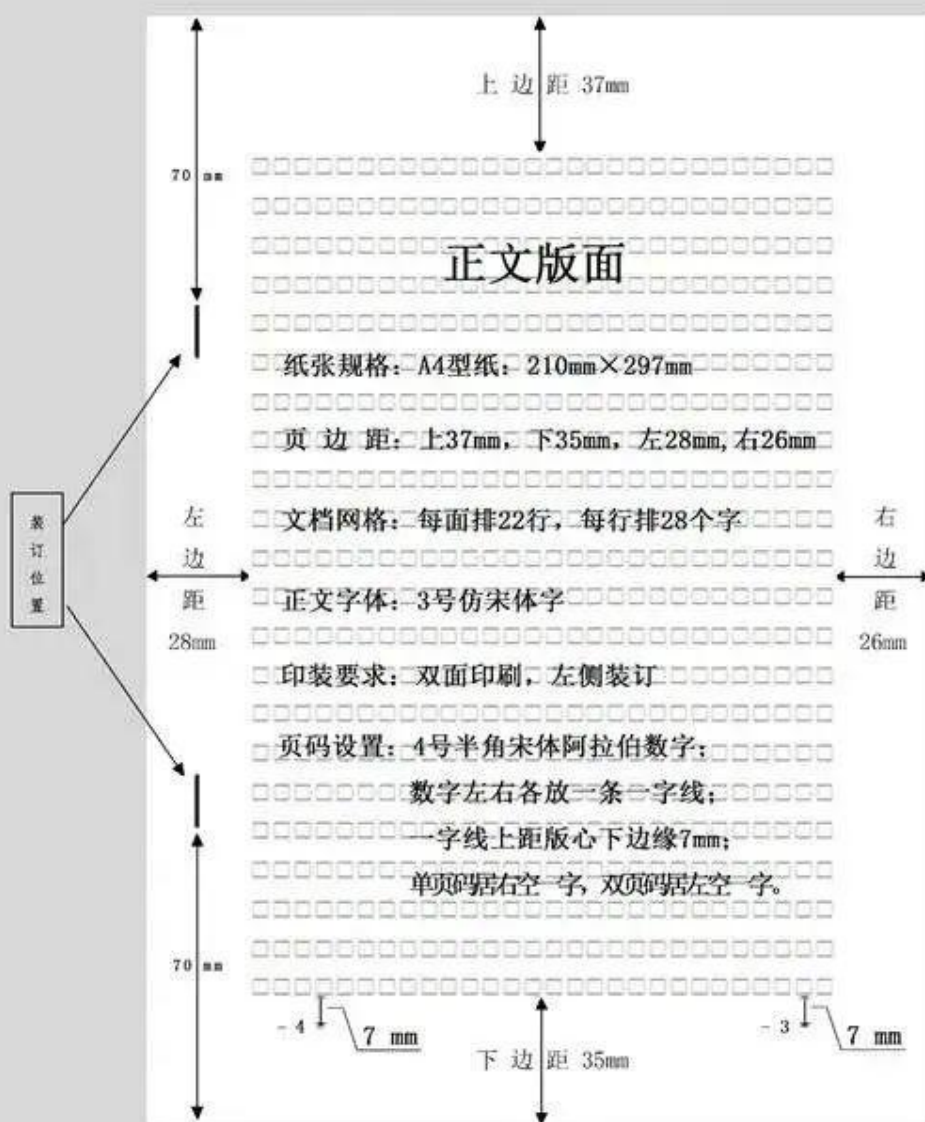 上 边 距 37mm
70 mm
正文版面
纸张规格：A4型纸：210mm×297mm
页 边 距：上37mm，下35mm，左28mm,右26mm
装订位置
左边距
28mm
文档网格：每面排22行，每行排28个字
右边距
26mm
正文字体：3号仿宋体字
印装要求：双面印刷，左侧装订
页码设置：4号半角宋体阿拉伯数字；
数字左右各放一条一字线；
一字线上距版心下边缘7mm；
单页码居右空一字，双页码居左空一字。
70 mm
- 4
7 mm
- 3
7 mm
下 边 距 35mm